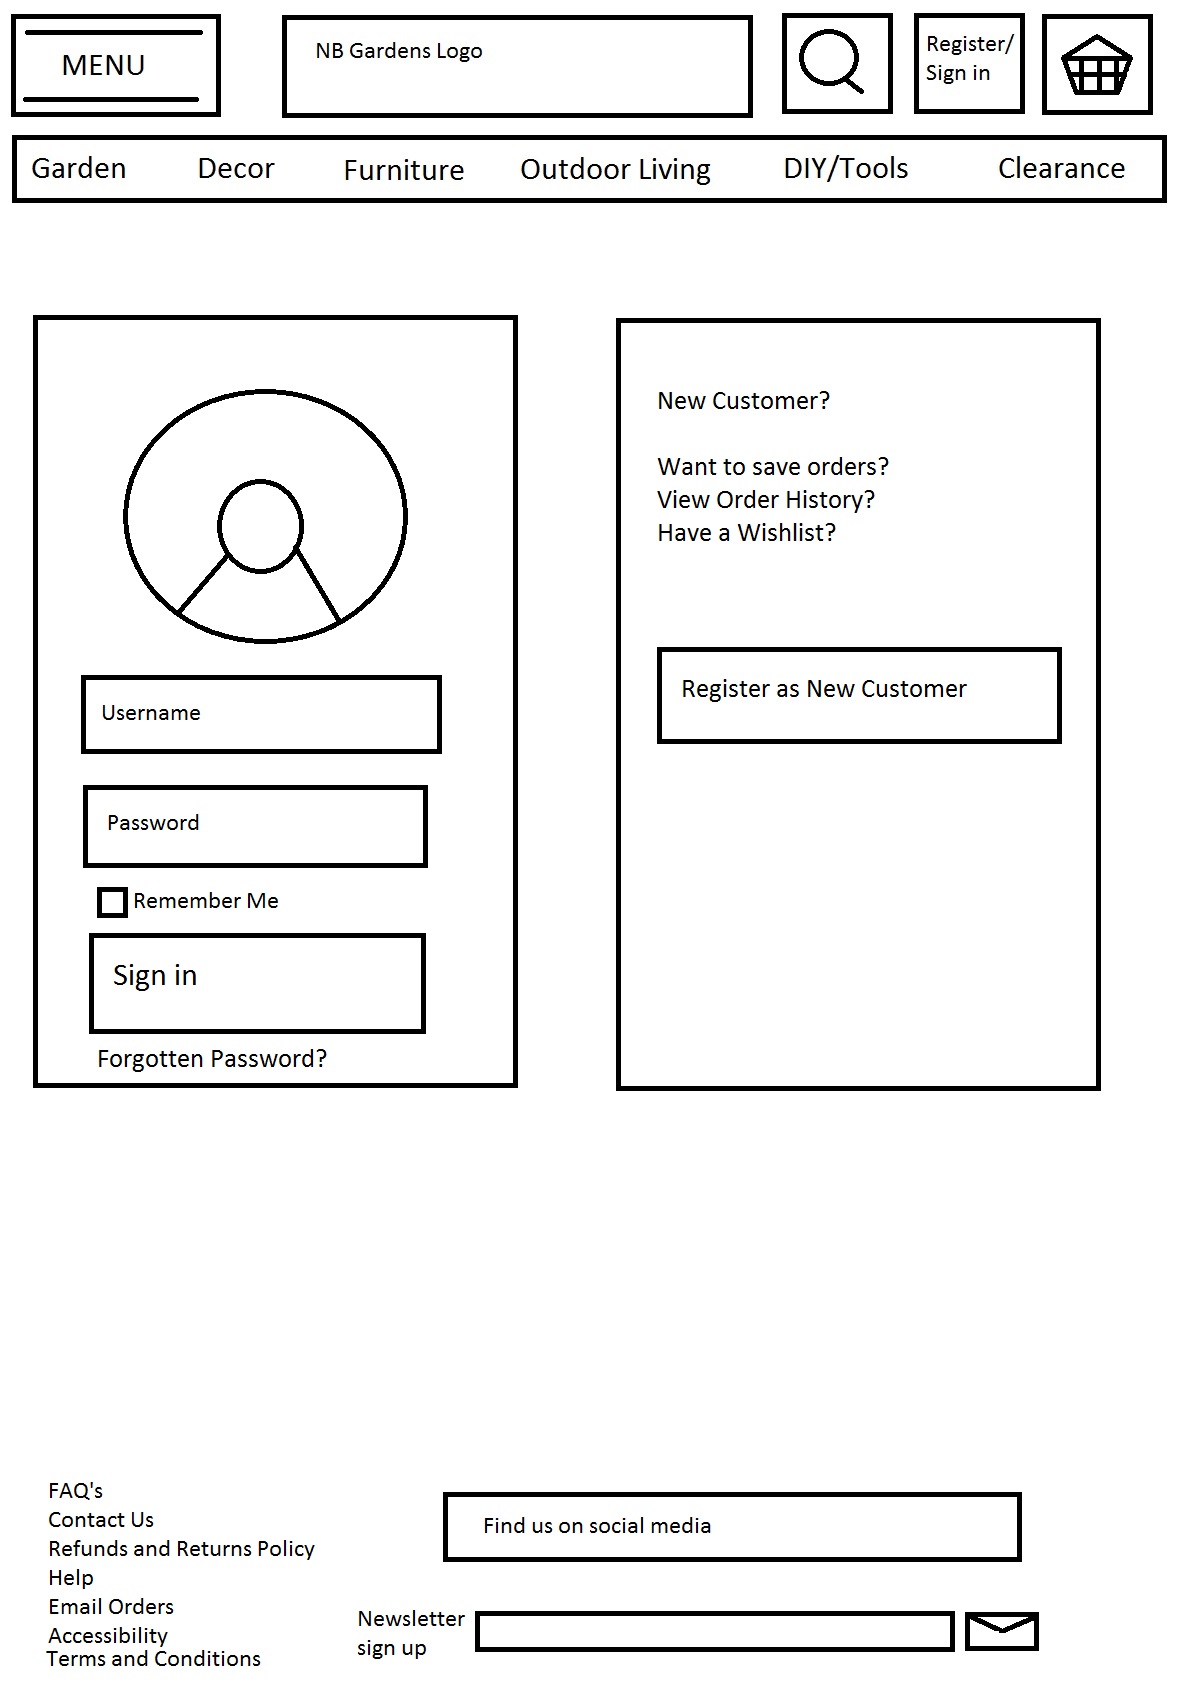 MENU
NB Gardens Logo
Register/
Sign in
Garden Decor Furniture Outdoor Living DIY/Tools Clearance
Username
Password
Remember Me
Sign in
Forgotten Password?
New Customer?
Want to save orders?
View Order History?
Have a Wishlist?
Register as New Customer
FAQ's
Contact Us
Refunds and Returns Policy
Help
Email Orders
Accessibility
Terms and Conditions
Find us on social media
Newsletter
sign up